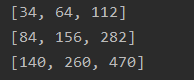 [34, 64, 112]
[84, 156, 282]
[140, 260, 470]